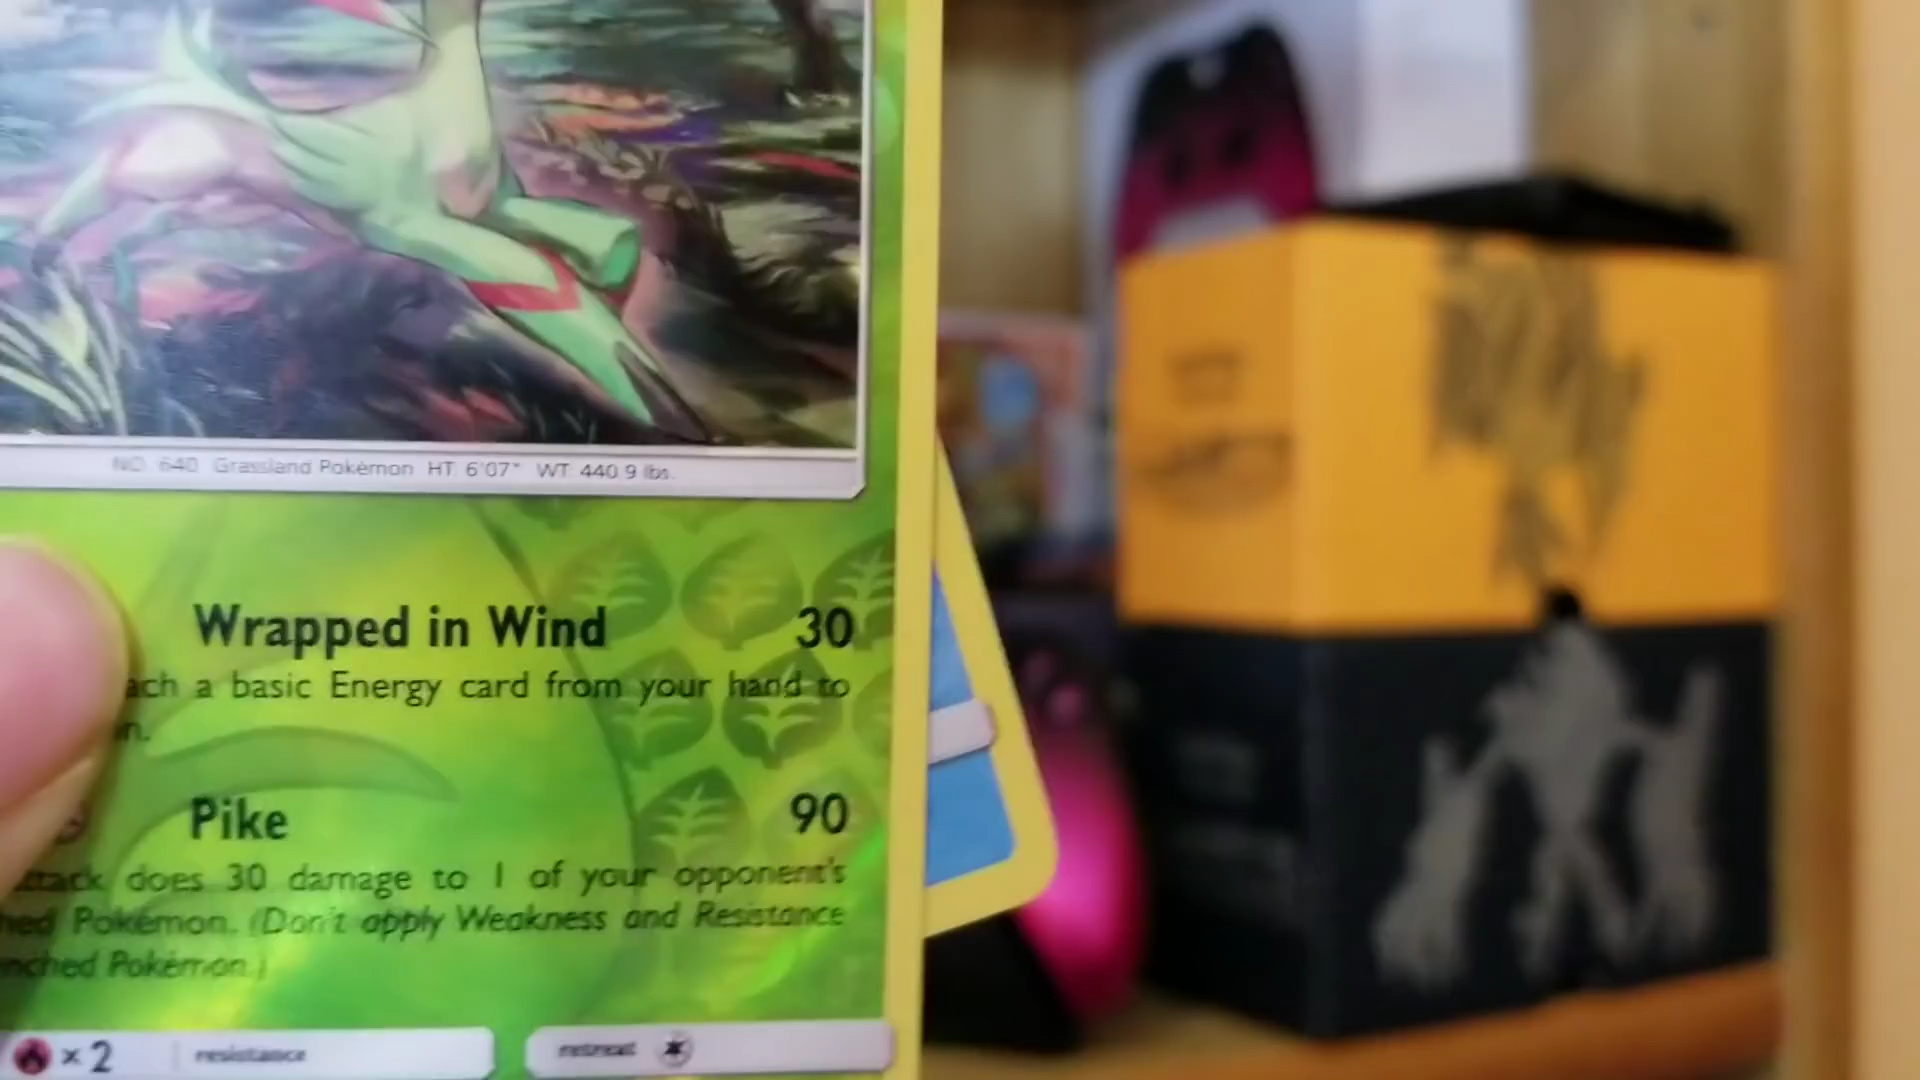 NO. 640 Grassland Pokémon HT: 6'07" WT: 440.9 lbs.
Wrapped in Wind 30
ach a basic Energy card from your hand to
n.
Pike 90
ttack does 30 damage to 1 of your opponent's
hed Pokémon. (Don't apply Weakness and Resistance
nched Pokémon.)
×2 resistance retreat